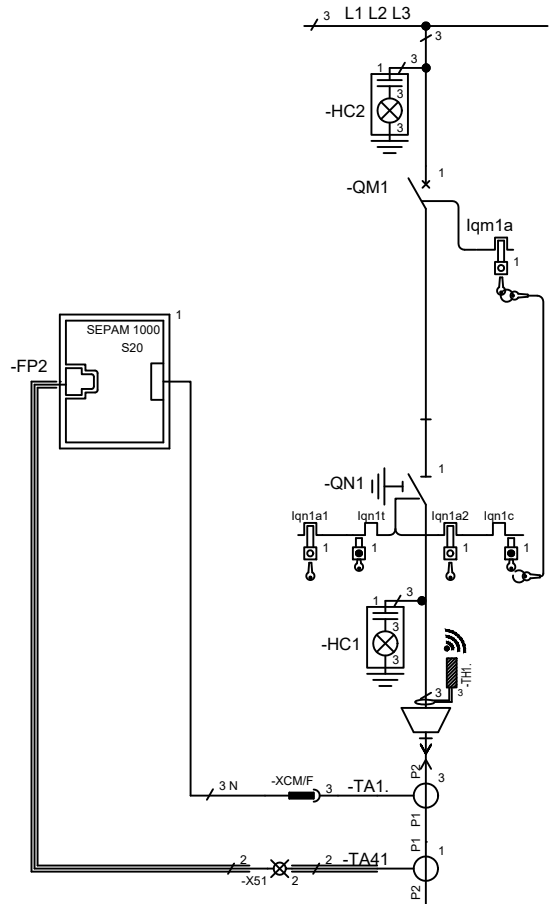 3 L1 L2 L3
3
1 3
3
-HC2
3
1
-QM1
Iqm1a
1
1
SEPAM 1000
S20
-FP2
1
-QN1
Iqn1a1 Iqn1t Iqn1a2 Iqn1c
1 1 1 1
1 3
3
-HC1
3
-TH1.
3 3
P2
3
-XCM/F
3 N 3 -TA1.
P1
P1
1
2 2 -TA41
-X51 2
P2